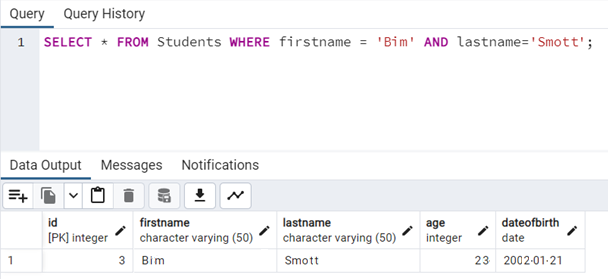 Query Query History
1 SELECT * FROM Students WHERE firstname = 'Bim' AND lastname='Smott';
Data Output Messages Notifications
id firstname lastname age dateofbirth
[PK] integer character varying (50) character varying (50) integer date
1 3 Bim Smott 23 2002-01-21